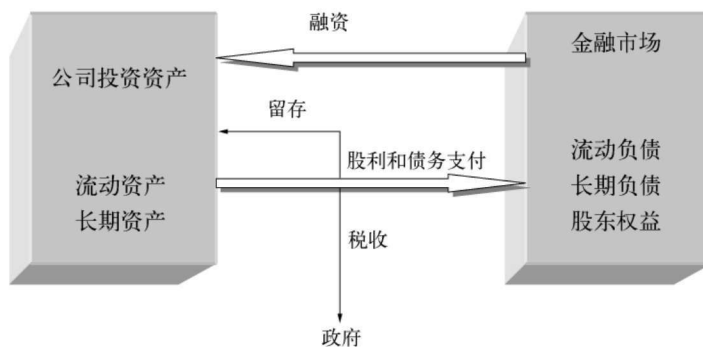 融资
金融市场
公司投资资产
留存
股利和债务支付
流动负债
流动资产
长期负债
长期资产
股东权益
税收
政府